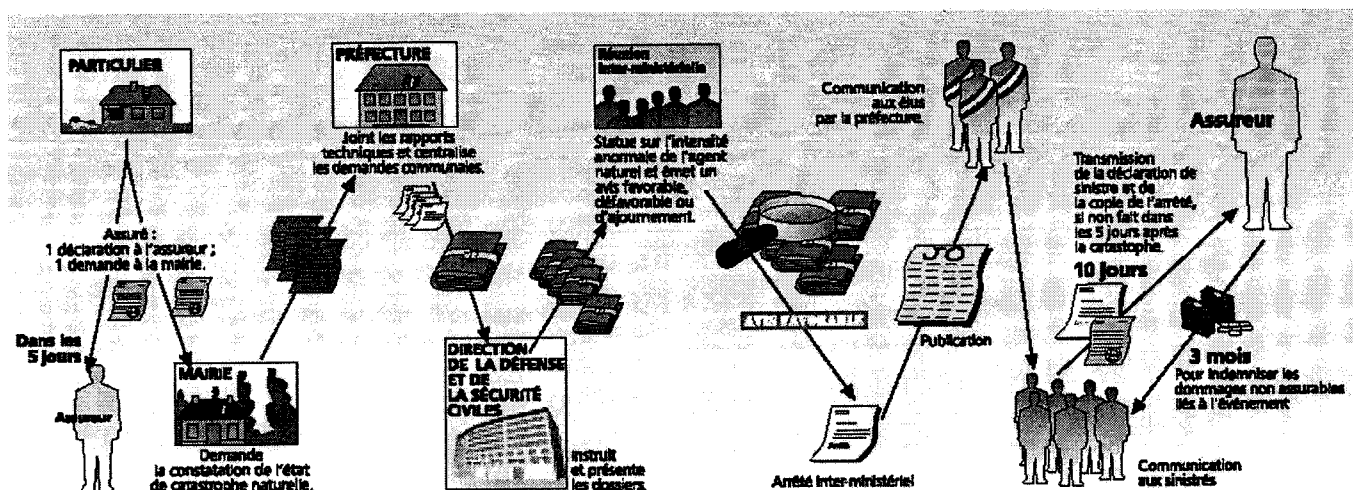 PARTICULIER
Assuré :
1 déclaration à l'assureur ;
1 demande à la mairie.
Dans les
5 jours
Assureur
MAIRIE
Demande
la constatation de l'état
de catastrophe naturelle.
PRÉFECTURE
Joint les rapports
techniques et centralise
les demandes communales.
DIRECTION
DE LA DÉFENSE
ET DE
LA SÉCURITÉ
CIVILES
Instruit
et présente
les dossiers.
Réunion
Inter-ministérielle
Statue sur l'intensité
anormale de l'agent
naturel et émet un
avis favorable,
défavorable ou
d'ajournement.
AVIS FAVORABLE
Arrêté
Arrêté Inter-ministériel
JO
Publication
Communication
aux élus
par la préfecture.
Communication
aux sinistrés
Transmission
de la déclaration de
sinistre et de
la copie de l'arrêté,
si non fait dans
les 5 jours après
la catastrophe.
10 jours
Assureur
3 mois
Pour indemniser les
dommages non assurables
liés à l'événement